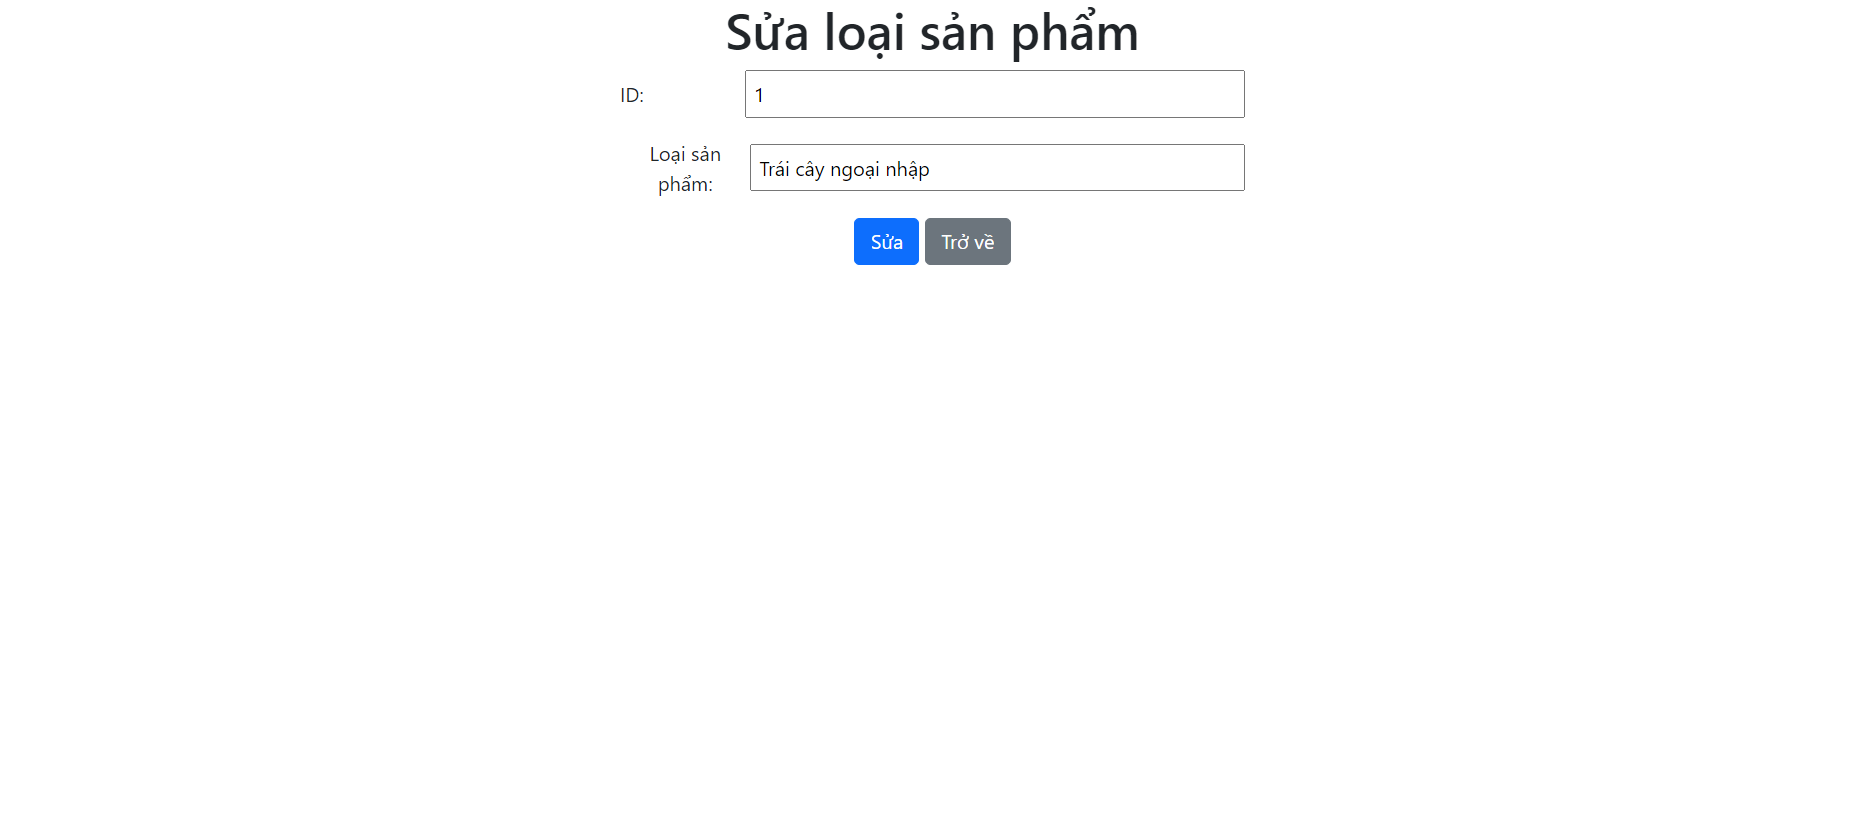 Sửa loại sản phẩm
ID: 1
Loại sản
phẩm:
Trái cây ngoại nhập
Sửa Trở về